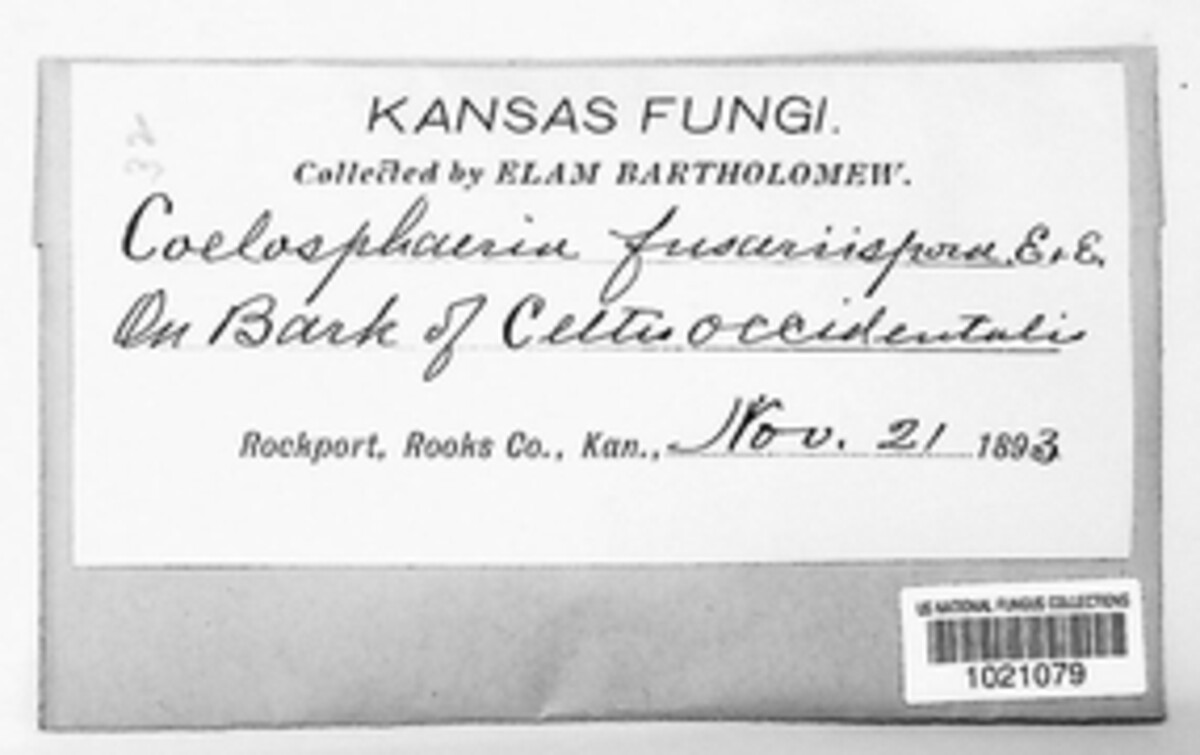 32
KANSAS FUNGI.
Collected by ELAM BARTHOLOMEW.
Coelosphaeria fusariispora. E. & E.
On Bark of Celtis occidentalis
Rockport, Rooks Co., Kan., Nov. 21 1893
US NATIONAL FUNGUS COLLECTIONS
1021079